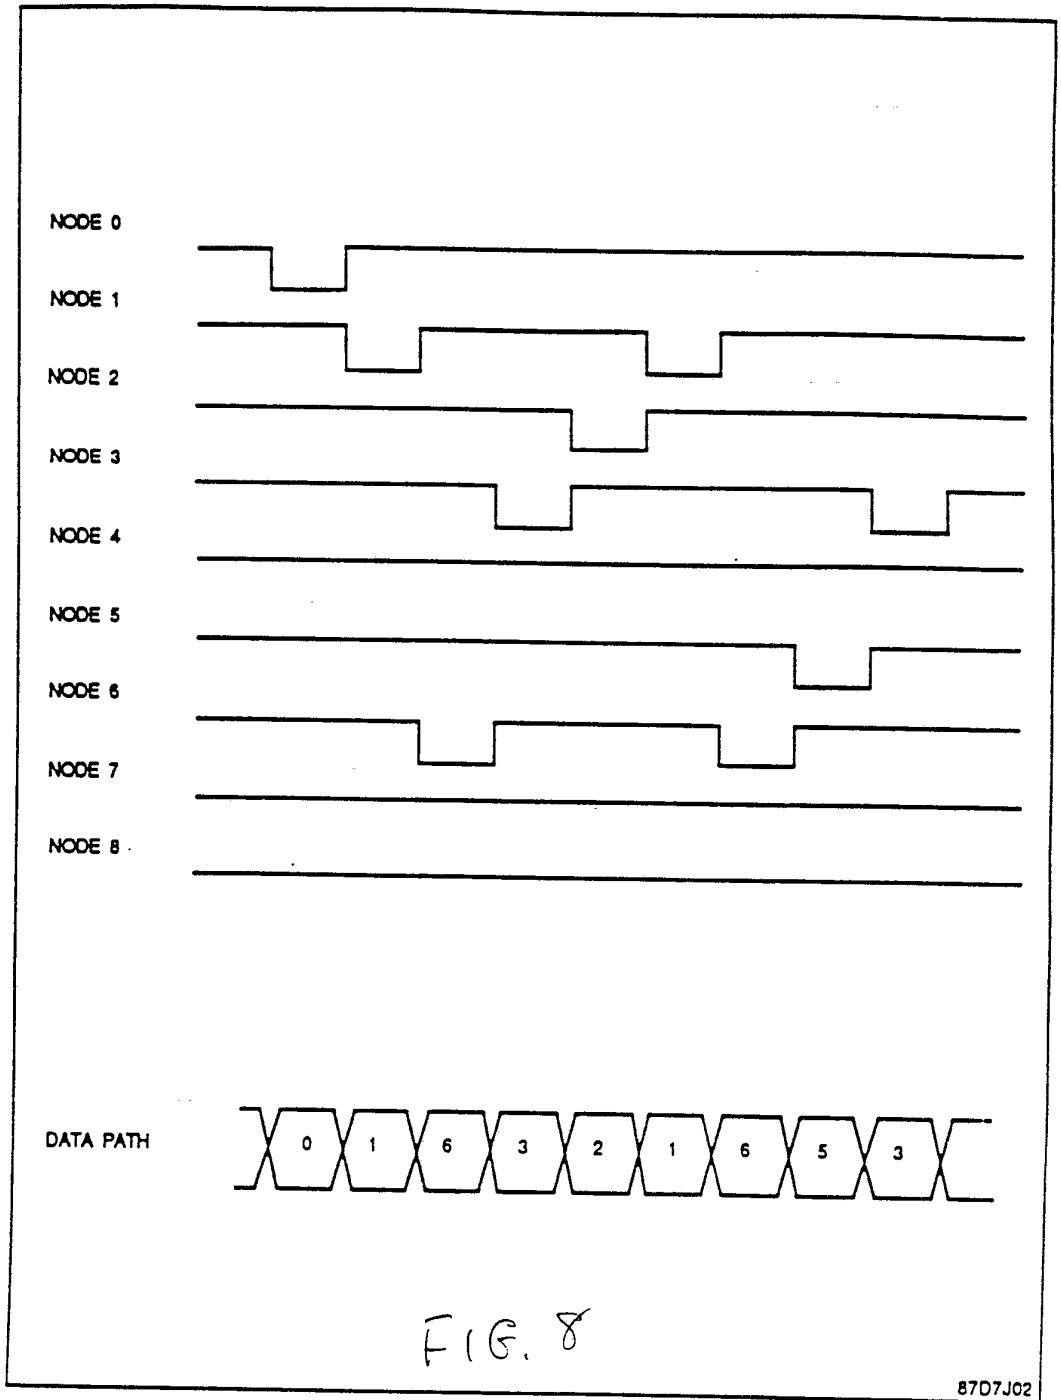 NODE 0
NODE 1
NODE 2
NODE 3
NODE 4
NODE 5
NODE 6
NODE 7
NODE 8
DATA PATH 0 1 6 3 2 1 6 5 3
FIG. 8
87D7J02